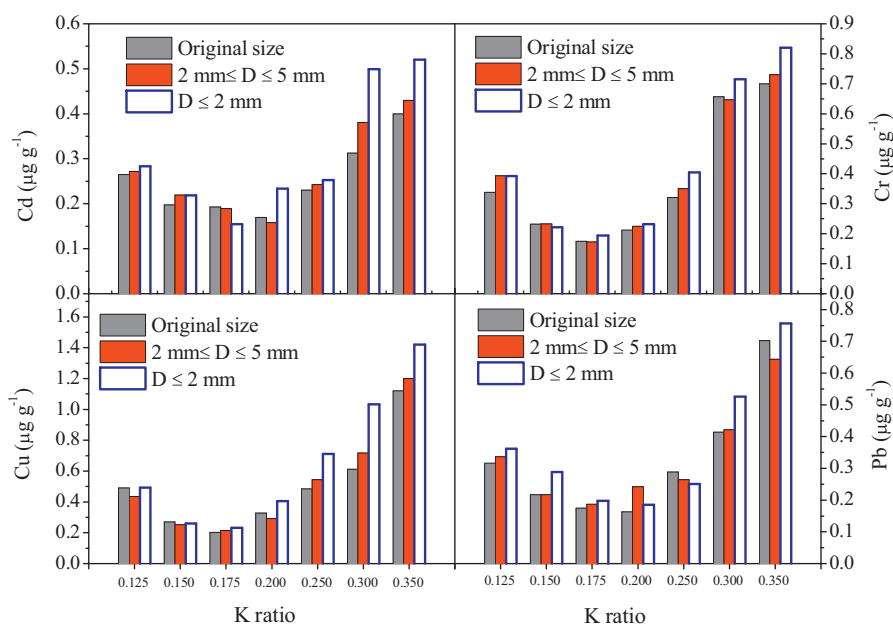 0.6
0.5
0.4
0.3
0.2
0.1
0.0
Cd (μg g-1)
Original size
2 mm≤ D ≤ 5 mm
D ≤ 2 mm
Original size
2 mm≤ D ≤ 5 mm
D ≤ 2 mm
0.9
0.8
0.7
0.6
0.5
0.4
0.3
0.2
0.1
0.0
Cr (μg g-1)
1.6
1.4
1.2
1.0
0.8
0.6
0.4
0.2
0.0
Cu (μg g-1)
Original size
2 mm≤ D ≤ 5 mm
D ≤ 2 mm
Original size
2 mm≤ D ≤ 5 mm
D ≤ 2 mm
0.8
0.7
0.6
0.5
0.4
0.3
0.2
0.1
0.0
Pb (μg g-1)
0.125 0.150 0.175 0.200 0.250 0.300 0.350
0.125 0.150 0.175 0.200 0.250 0.300 0.350
K ratio
K ratio